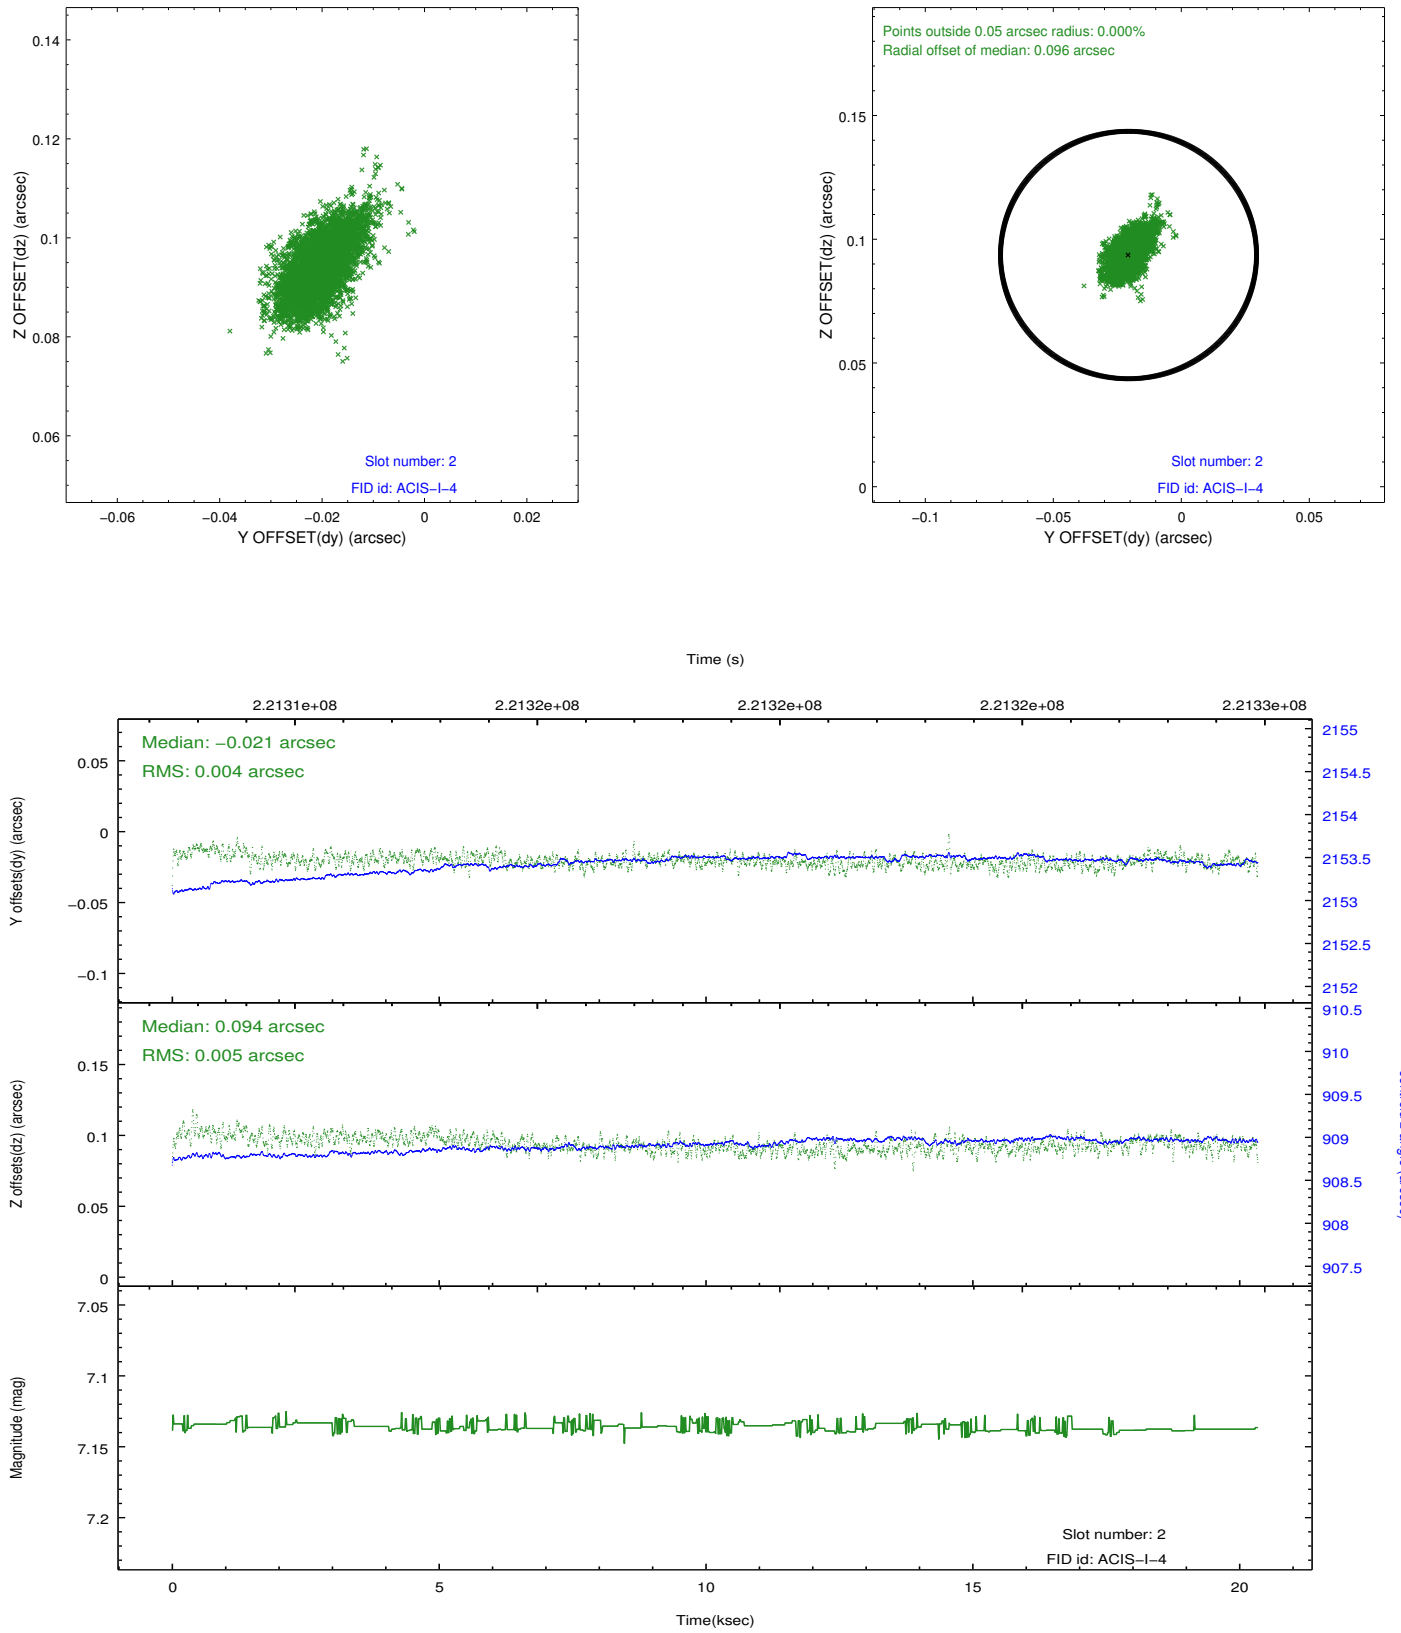 0.14
0.12
0.1
0.08
0.06
Z OFFSET(dz) (arcsec)
Slot number: 2
FID id: ACIS−I−4
−0.06
−0.04
−0.02
0
0.02
Y OFFSET(dy) (arcsec)
Points outside 0.05 arcsec radius: 0.000%
Radial offset of median: 0.096 arcsec
0.15
0.1
0.05
0
Z OFFSET(dz) (arcsec)
Slot number: 2
FID id: ACIS−I−4
−0.1
−0.05
0
0.05
Y OFFSET(dy) (arcsec)
Time (s)
2.2131e+08
2.2132e+08
2.2132e+08
2.2132e+08
2.2133e+08
Median: −0.021 arcsec
RMS: 0.004 arcsec
0.05
0
−0.05
−0.1
Y offsets(dy) (arcsec)
2155
2154.5
2154
2153.5
2153
2152.5
2152
Median: 0.094 arcsec
RMS: 0.005 arcsec
0.15
0.1
0.05
0
Z offsets(dz) (arcsec)
910.5
910
909.5
909
908.5
908
907.5
7.05
7.1
7.15
7.2
Magnitude (mag)
Slot number: 2
FID id: ACIS−I−4
0
5
10
15
20
Time(ksec)